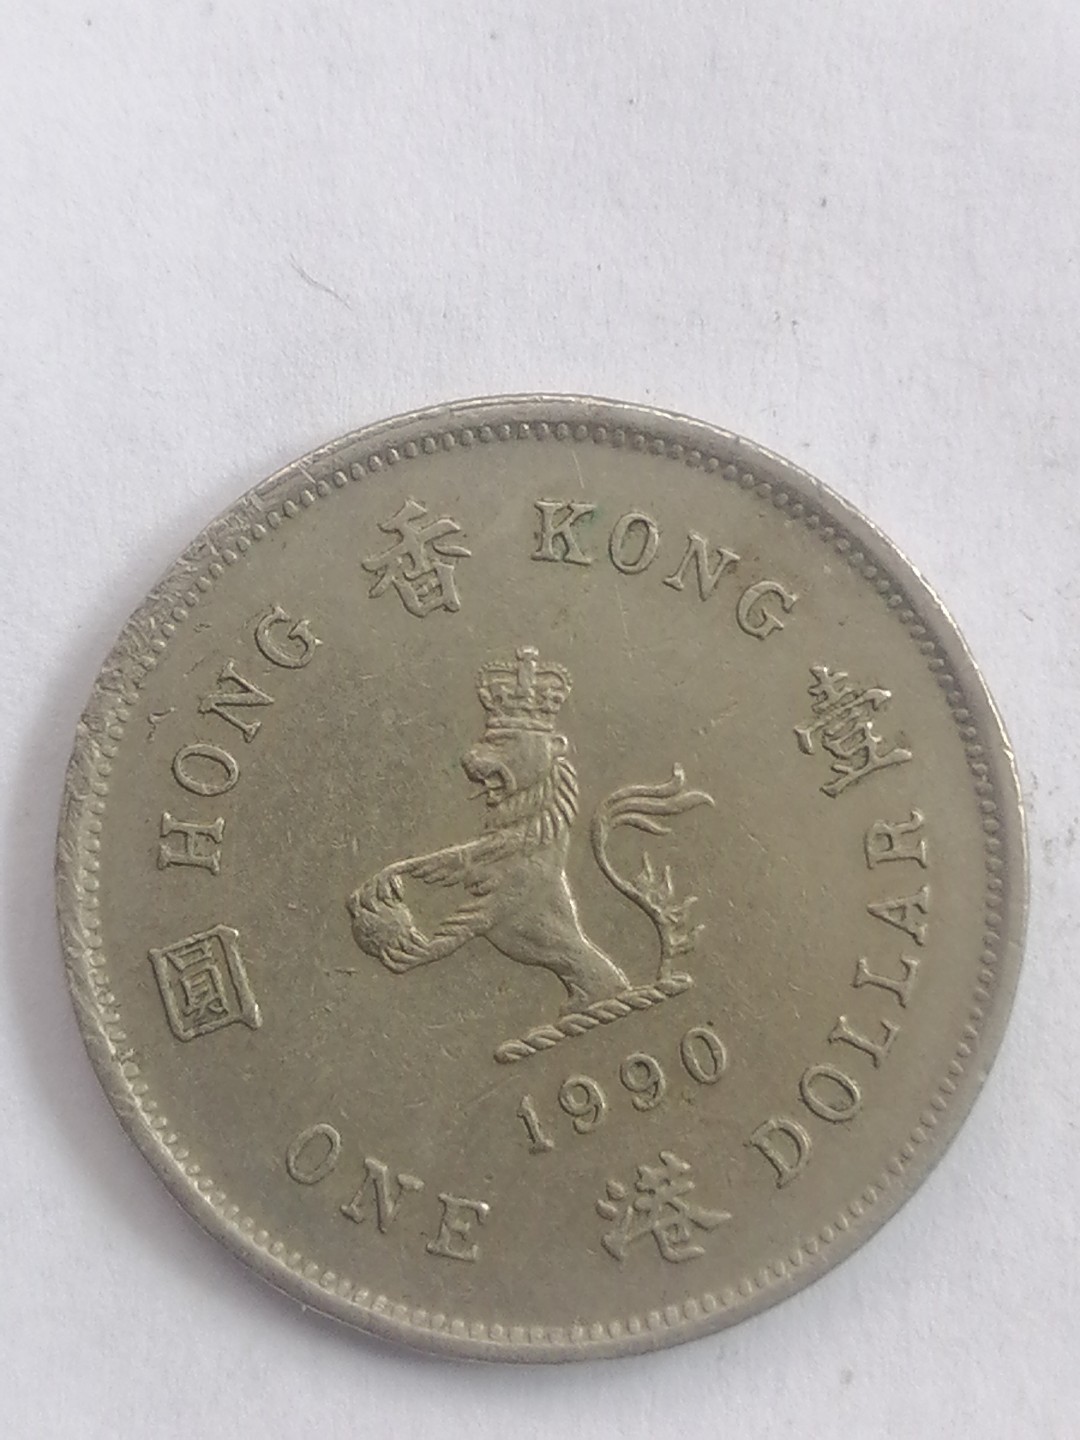 HONG KONG
香港
壹圓
ONE DOLLAR
1990